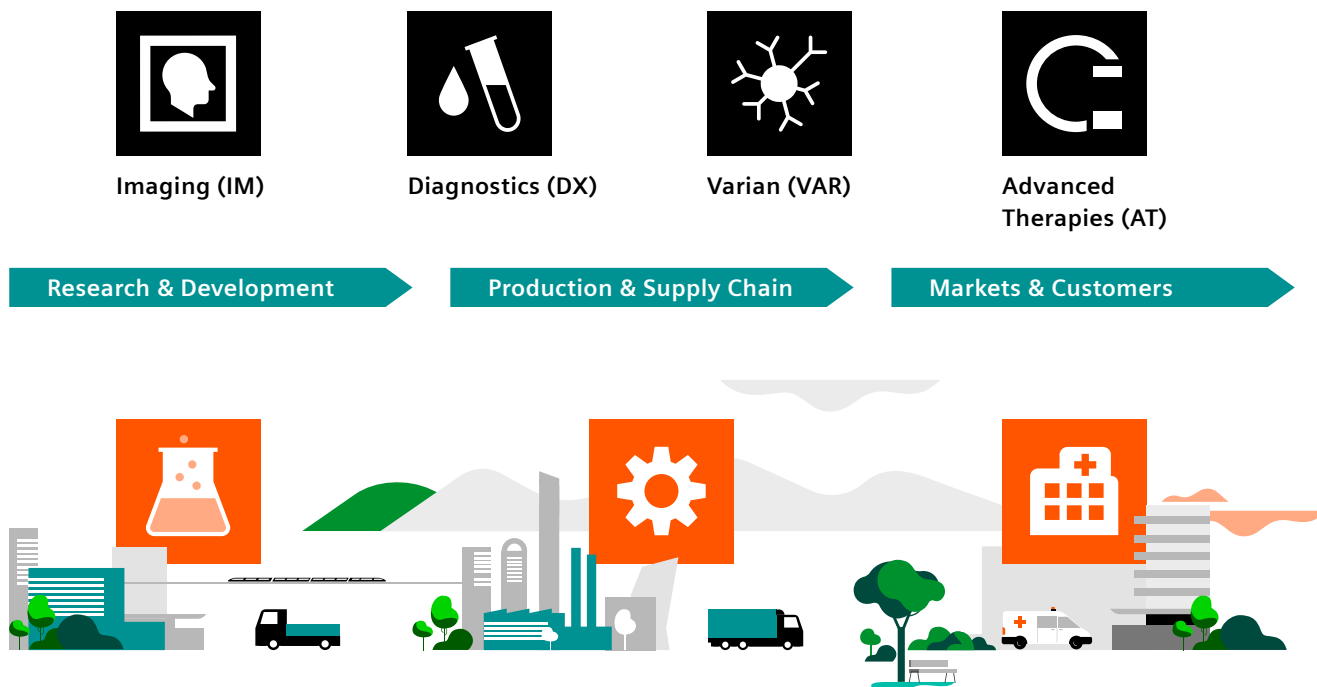 Imaging (IM)
Diagnostics (DX)
Varian (VAR)
Advanced
Therapies (AT)
Research & Development
Production & Supply Chain
Markets & Customers